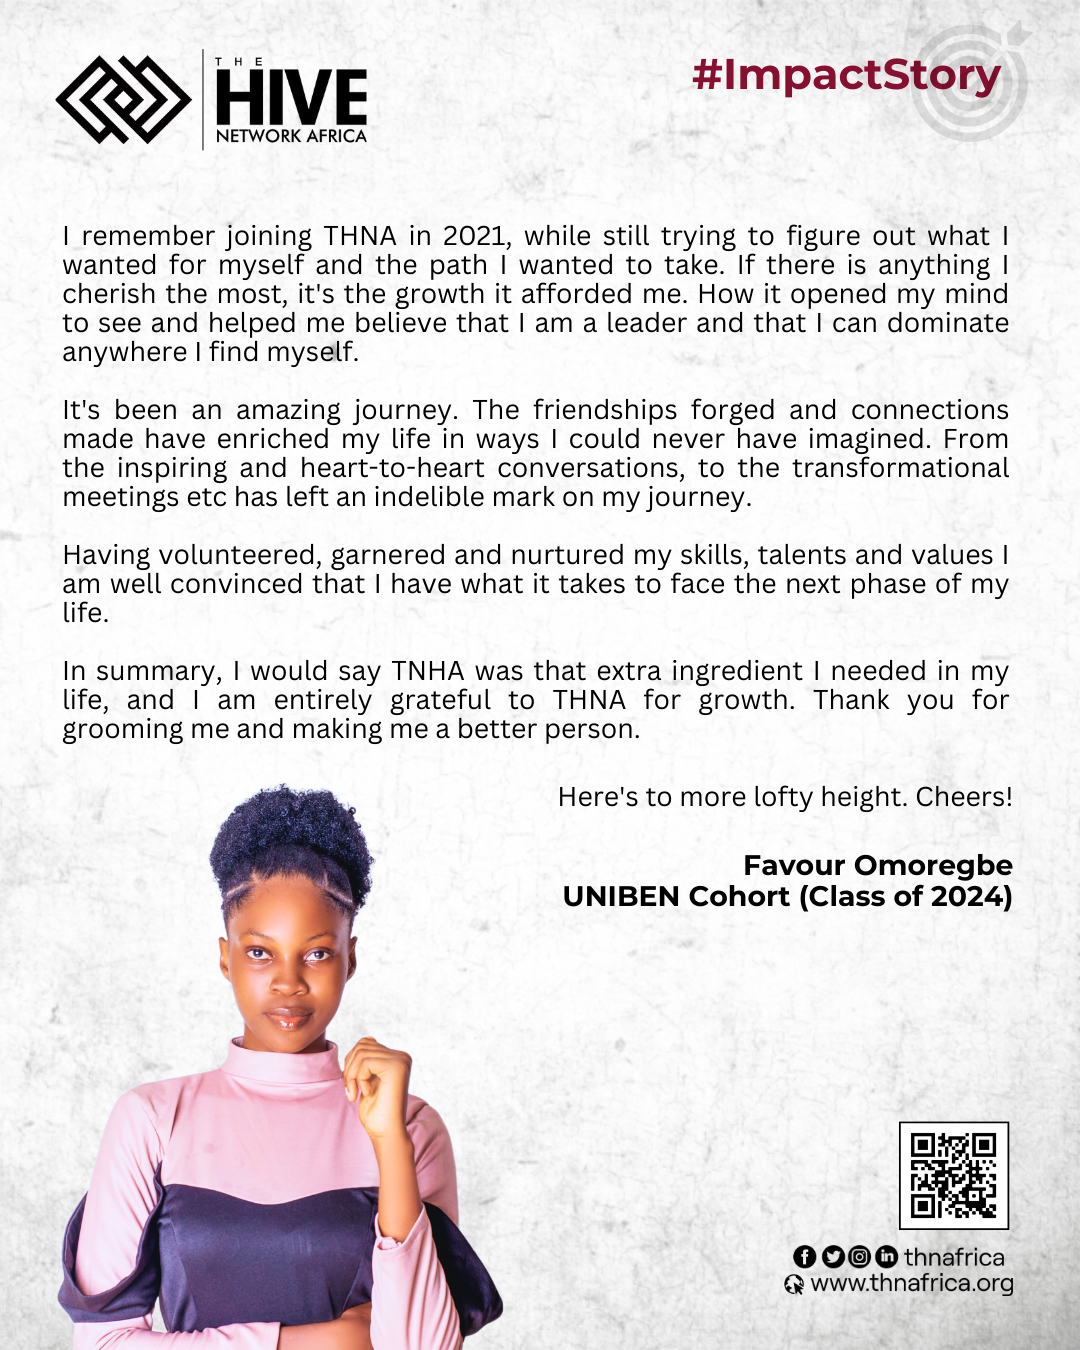 THE
HIVE
NETWORK AFRICA
#ImpactStory
I remember joining THNA in 2021, while still trying to figure out what I
wanted for myself and the path I wanted to take. If there is anything I
cherish the most, it's the growth it afforded me. How it opened my mind
to see and helped me believe that I am a leader and that I can dominate
anywhere I find myself.
It's been an amazing journey. The friendships forged and connections
made have enriched my life in ways I could never have imagined. From
the inspiring and heart-to-heart conversations, to the transformational
meetings etc has left an indelible mark on my journey.
Having volunteered, garnered and nurtured my skills, talents and values I
am well convinced that I have what it takes to face the next phase of my
life.
In summary, I would say TNHA was that extra ingredient I needed in my
life, and I am entirely grateful to THNA for growth. Thank you for
grooming me and making me a better person.
Here's to more lofty height. Cheers!
Favour Omoregbe
UNIBEN Cohort (Class of 2024)
thnafrica
www.thnafrica.org